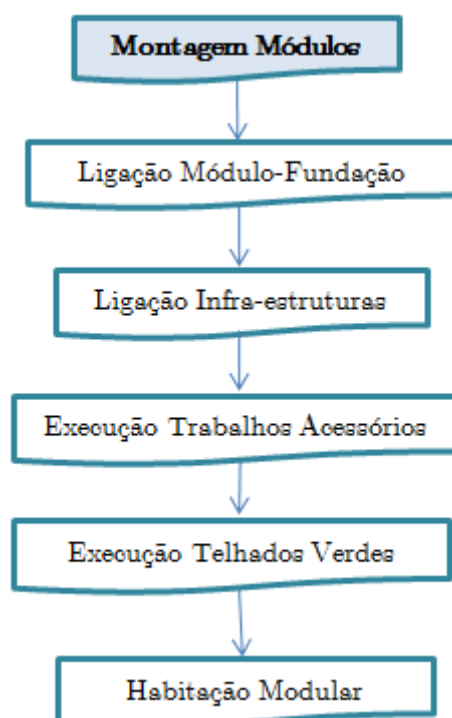 Montagem Módulos
Ligação Módulo-Fundação
Ligação Infra-estruturas
Execução Trabalhos Acessórios
Execução Telhados Verdes
Habitação Modular